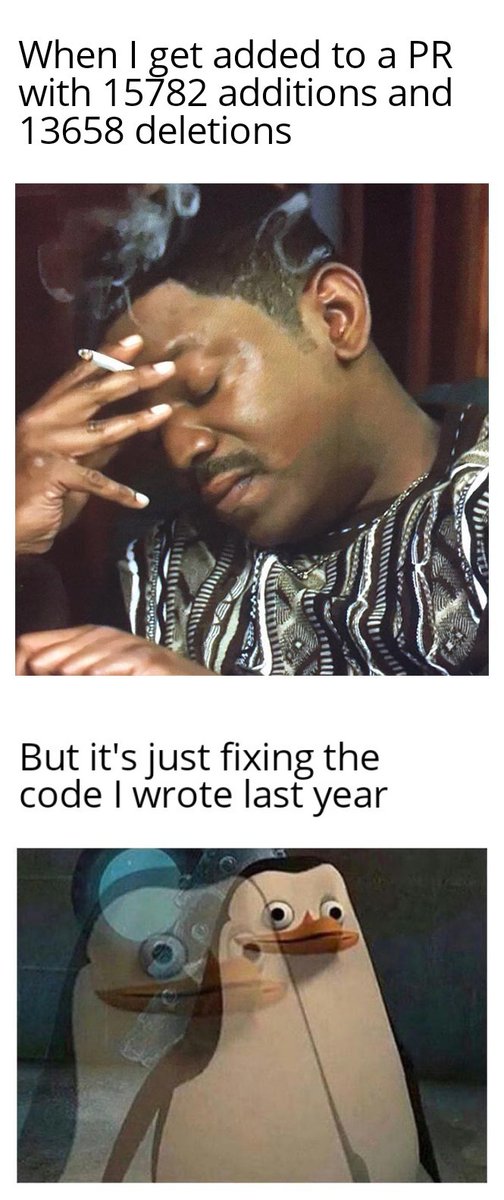 When I get added to a PR
with 15782 additions and
13658 deletions
But it's just fixing the
code I wrote last year